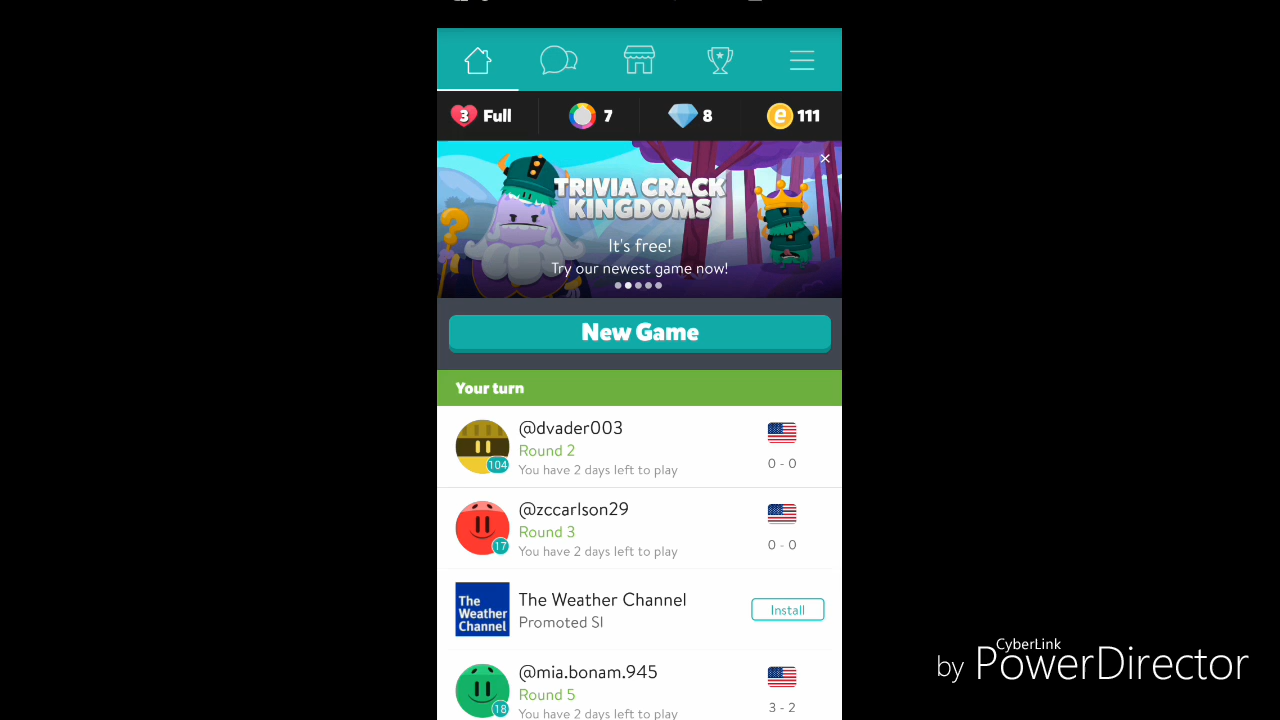 3 Full 7 8 e 111
TRIVIA CRACK
KINGDOMS
It's free!
Try our newest game now!
New Game
Your turn
@dvader003
Round 2
104
You have 2 days left to play
0 - 0
@zccarlson29
Round 3
17
You have 2 days left to play
0 - 0
The
Weather
Channel
The Weather Channel
Promoted SI
Install
@mia.bonam.945
Round 5
18
You have 2 days left to play
3 - 2
by CyberLink
PowerDirector